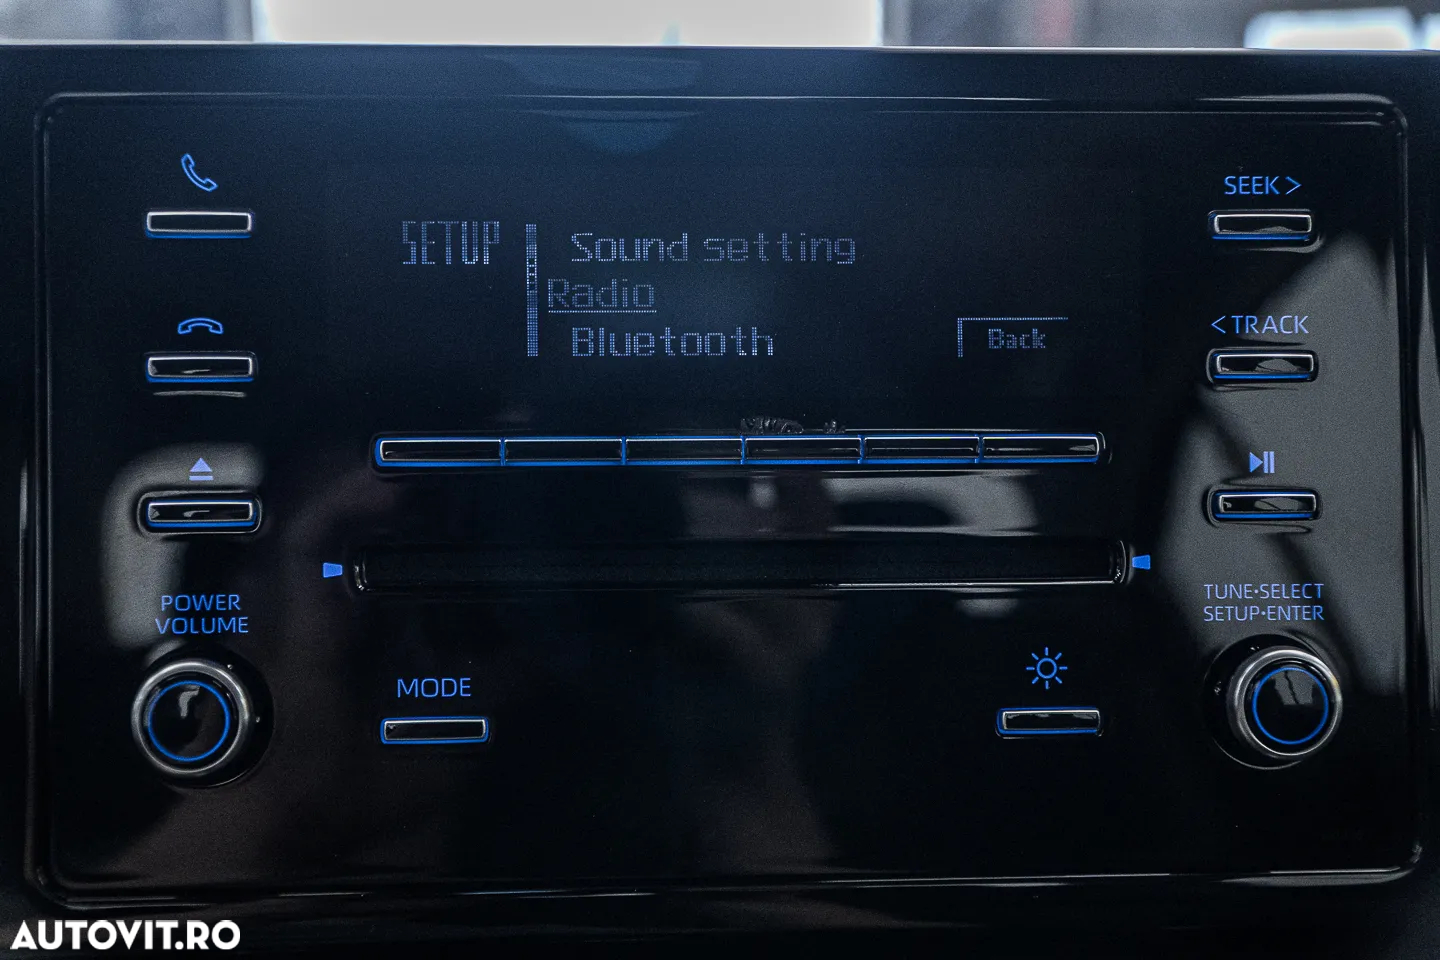 SEEK >
SETUP
Sound setting
Radio
Bluetooth
Back
< TRACK
POWER
VOLUME
TUNE•SELECT
SETUP•ENTER
MODE
AUTOVIT.RO